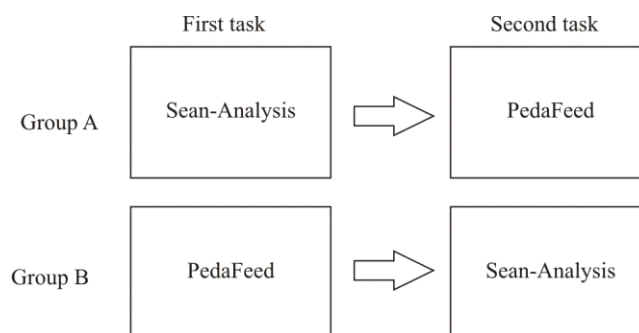 First task Second task
Group A Sean-Analysis PedaFeed
Group B PedaFeed Sean-Analysis